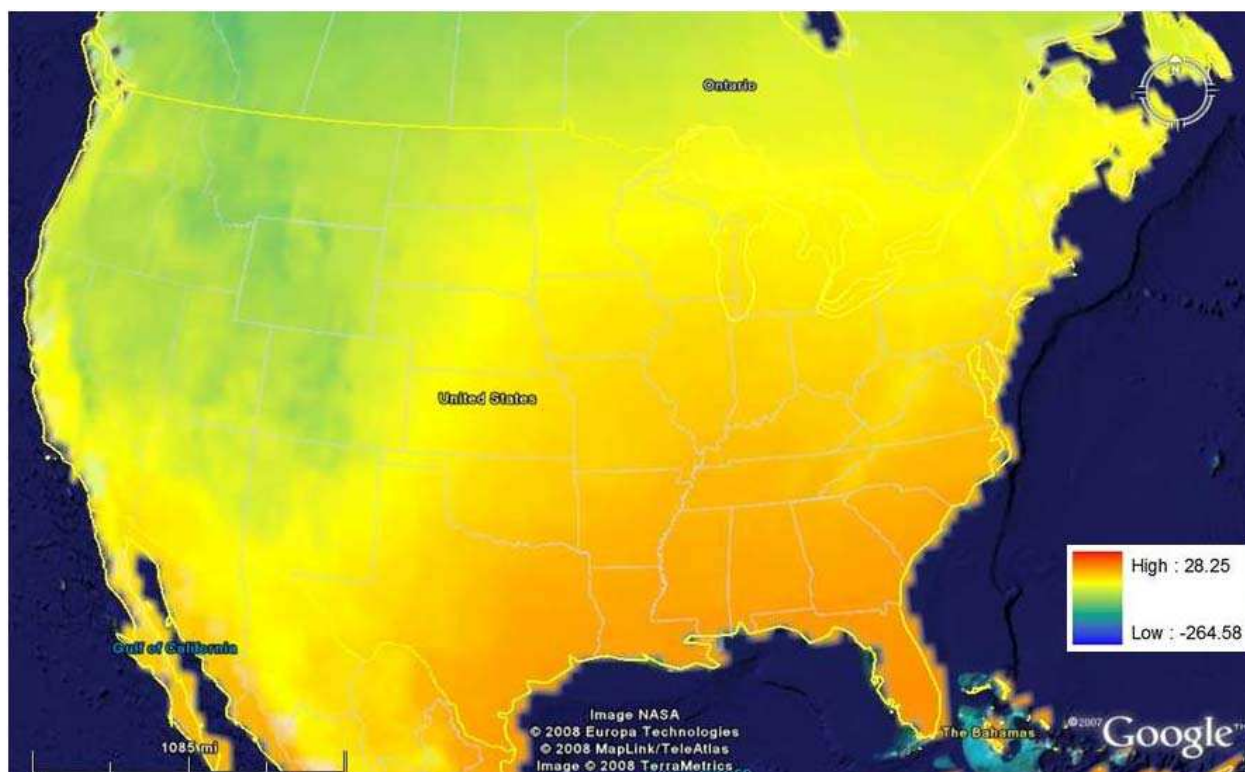 Ontario
N
United States
High : 28.25
Low : -264.58
Gulf of California
Image NASA
© 2008 Europa Technologies
© 2008 MapLink/TeleAtlas
Image © 2008 TerraMetrics
1085 mi
The Bahamas
©2007 Google™